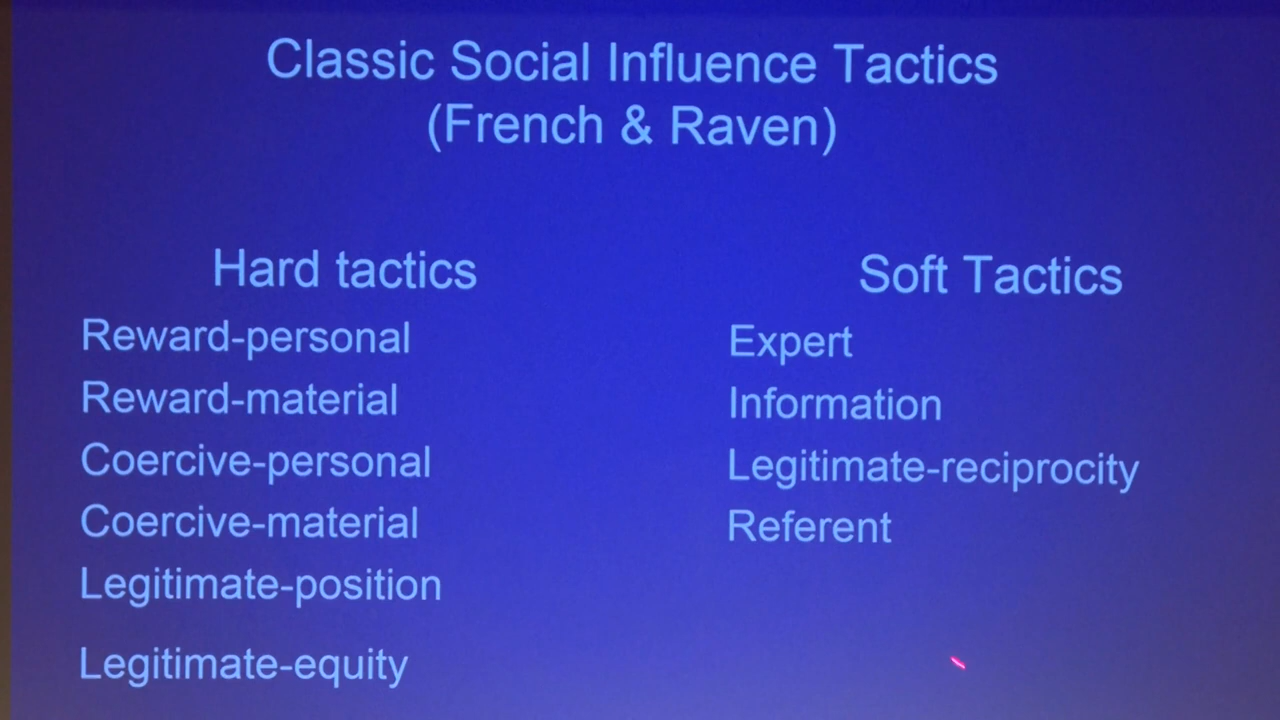 Classic Social Influence Tactics
(French & Raven)
Hard tactics
Reward-personal
Reward-material
Coercive-personal
Coercive-material
Legitimate-position
Legitimate-equity
Soft Tactics
Expert
Information
Legitimate-reciprocity
Referent